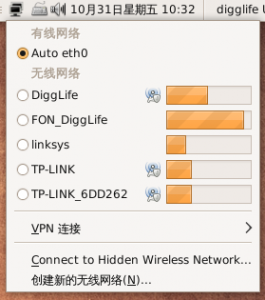 10月31日星期五 10:32 digglife
有线网络
Auto eth0
无线网络
DiggLife
FON_DiggLife
linksys
TP-LINK
TP-LINK_6DD262
VPN 连接
Connect to Hidden Wireless Network...
创建新的无线网络(N)...